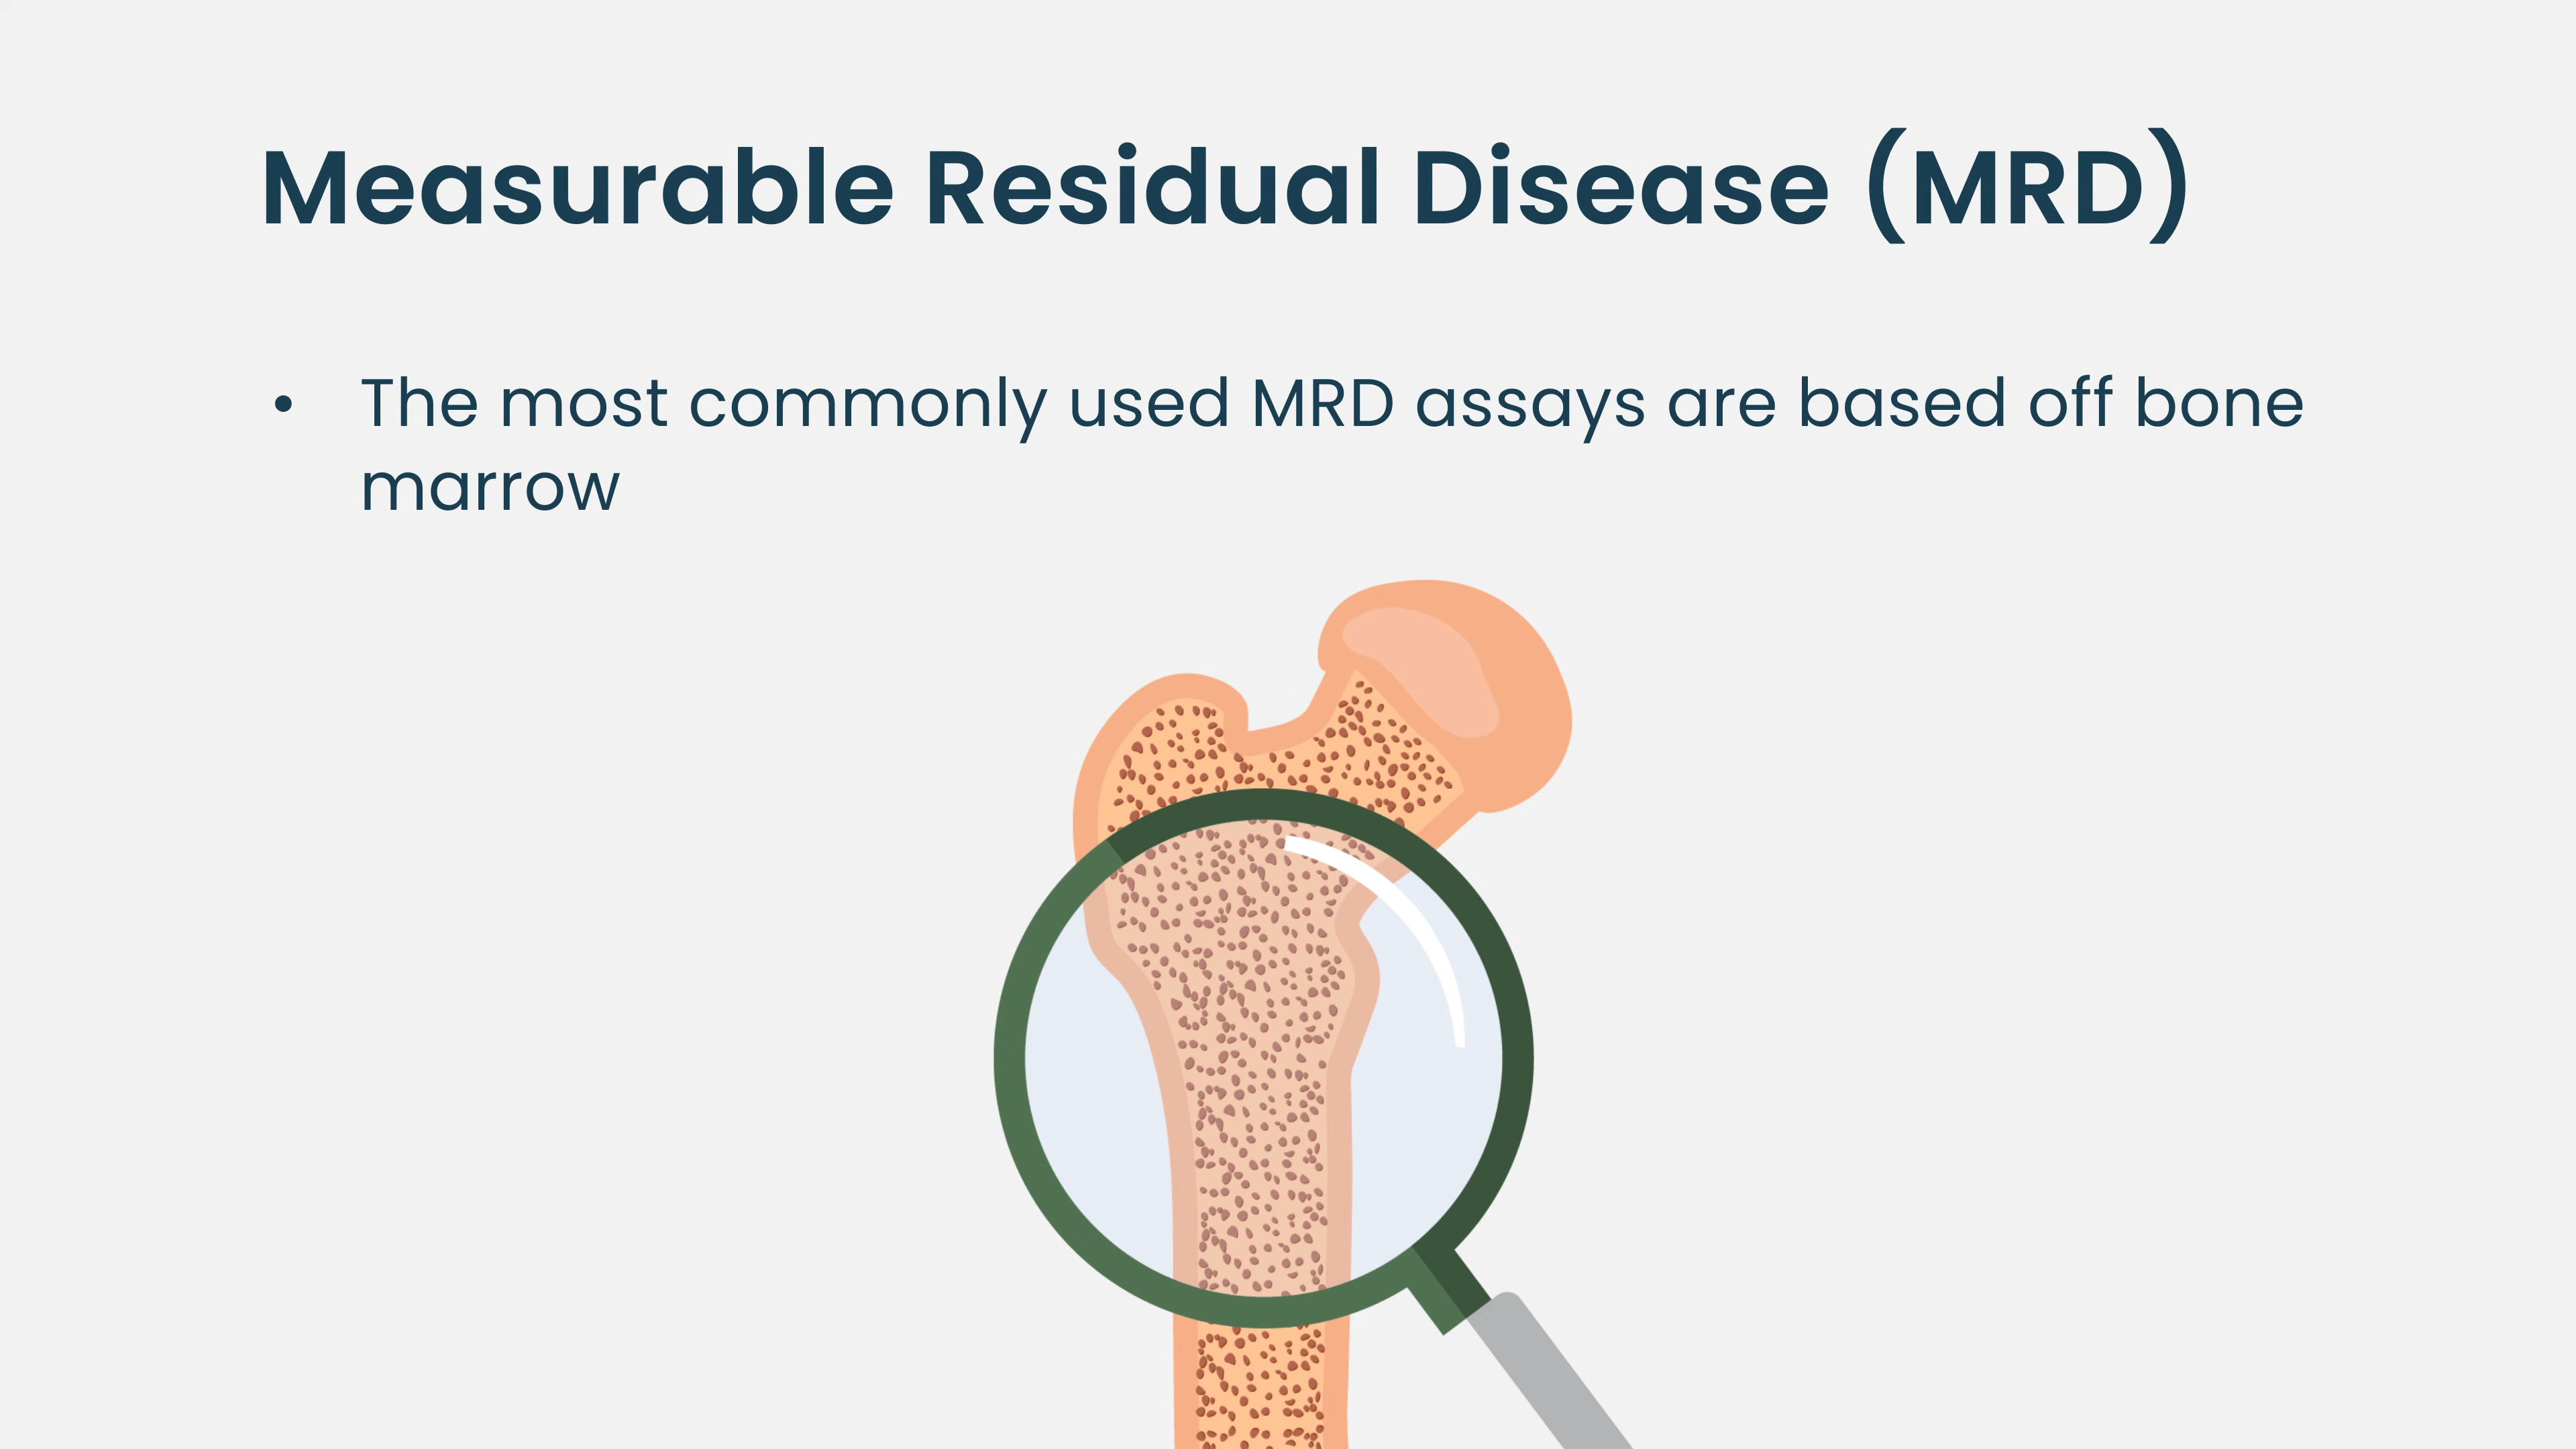 Measurable Residual Disease (MRD)
• The most commonly used MRD assays are based off bone
marrow